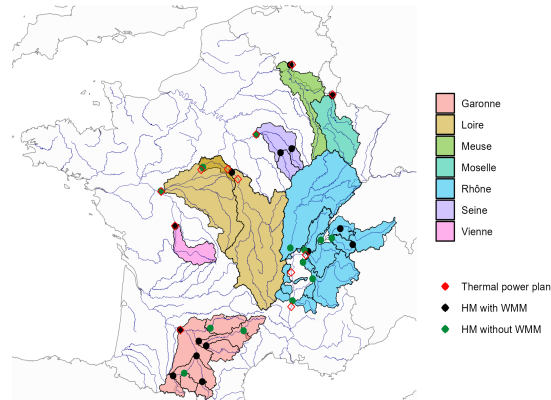 Garonne
Loire
Meuse
Moselle
Rhône
Seine
Vienne
Thermal power plan
HM with WMM
HM without WMM